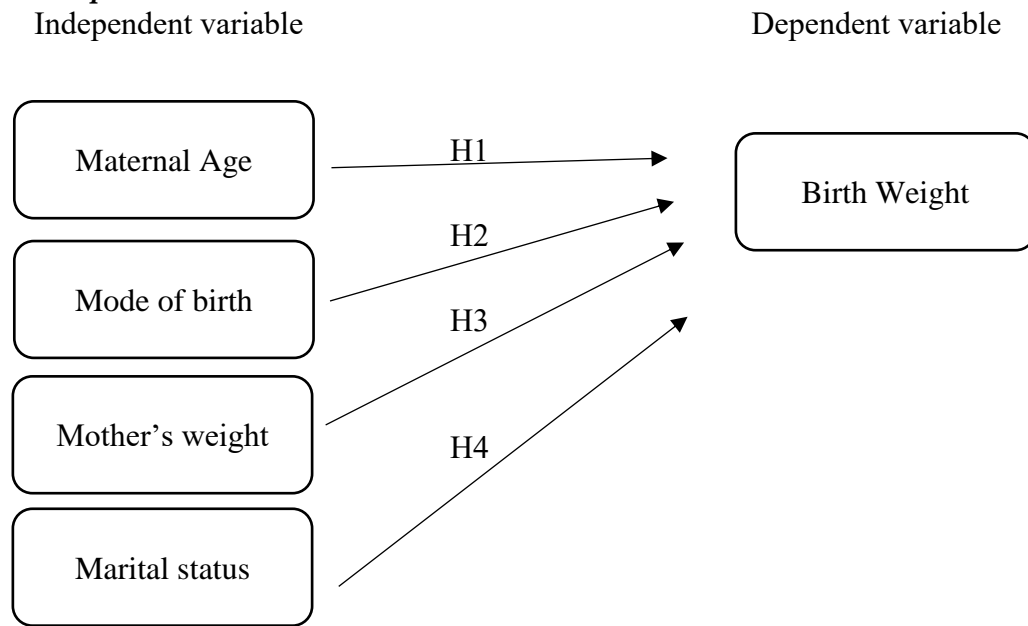 Independent variable
Dependent variable
Maternal Age
H1
Birth Weight
Mode of birth
H2
Mother’s weight
H3
Marital status
H4